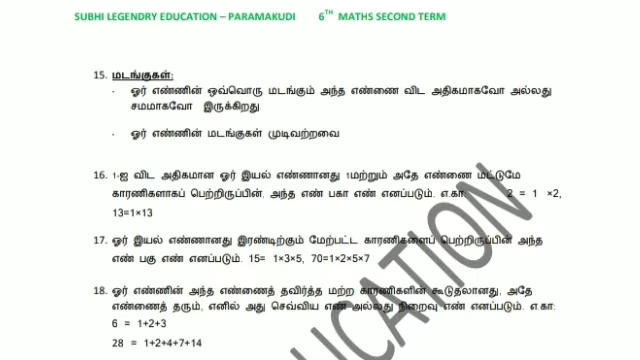 SUBHI LEGENDRY EDUCATION – PARAMAKUDI 6TH MATHS SECOND TERM
15. மடங்குகள்:
· ஓர் எண்ணின் ஒவ்வொரு மடங்கும் அந்த எண்ணை விட அதிகமாகவோ அல்லது
சமமாகவோ இருக்கிறது.
· ஓர் எண்ணின் மடங்குகள் முடிவற்றவை
16. 1-ஐ விட அதிகமான ஓர் இயல் எண்ணானது 1மற்றும் அதே எண்ணை மட்டுமே
காரணிகளாகப் பெற்றிருப்பின், அந்த எண் பகா எண் எனப்படும். எ.கா: 2 = 1 ×2,
13=1×13
17. ஓர் இயல் எண்ணானது இரண்டிற்கும் மேற்பட்ட காரணிகளைப் பெற்றிருப்பின் அந்த
எண் பகு எண் எனப்படும். 15= 1×3×5, 70=1×2×5×7
18. ஓர் எண்ணின் அந்த எண்ணைத் தவிர்த்த மற்ற காரணிகளின் கூடுதலானது, அதே
எண்ணைத் தரும், எனில் அது செவ்விய எண் அல்லது நிறைவு எண் எனப்படும். எ.கா:
6 = 1+2+3
28 = 1+2+4+7+14
UCATION